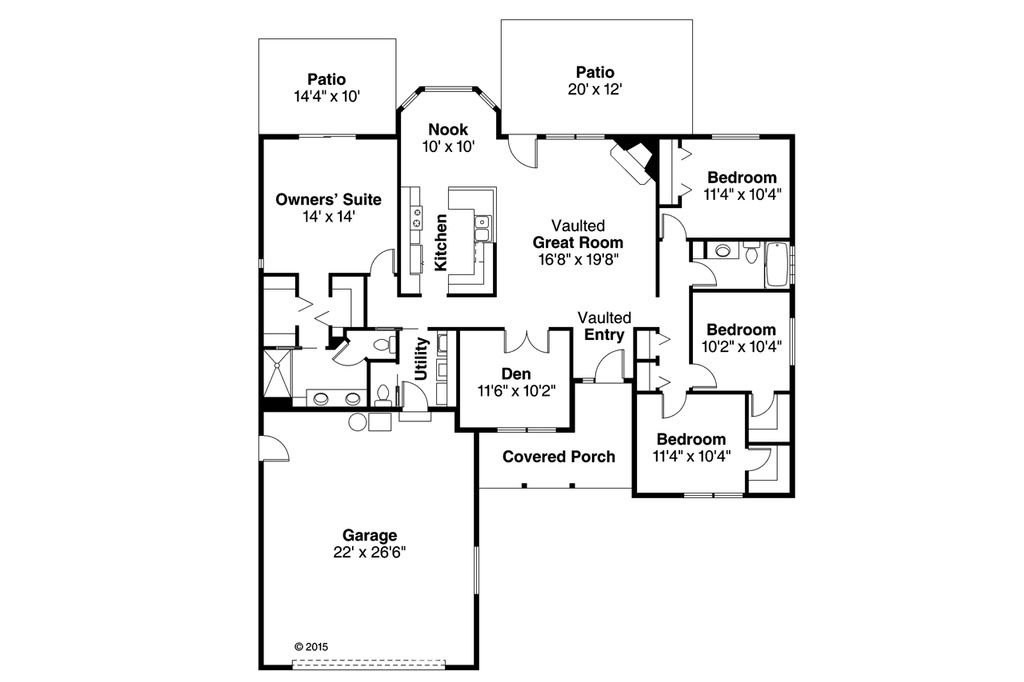 Patio
14'4" x 10'
Patio
20' x 12'
Nook
10' x 10'
Bedroom
11'4" x 10'4"
Owners' Suite
14' x 14'
Kitchen
Vaulted
Great Room
16'8" x 19'8"
Vaulted
Entry
Bedroom
10'2" x 10'4"
Utility
Den
11'6" x 10'2"
Bedroom
11'4" x 10'4"
Covered Porch
Garage
22' x 26'6"
© 2015